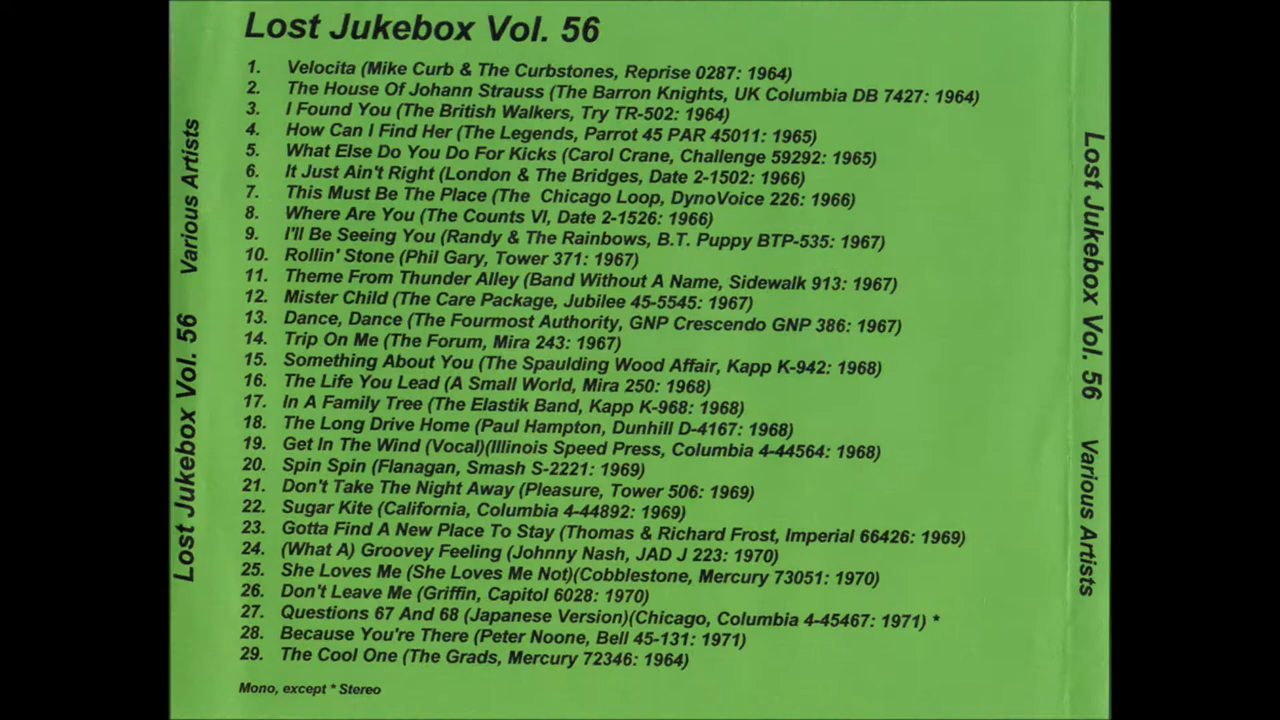 Lost Jukebox Vol. 56
1. Velocita (Mike Curb & The Curbstones, Reprise 0287: 1964)
2. The House Of Johann Strauss (The Barron Knights, UK Columbia DB 7427: 1964)
3. I Found You (The British Walkers, Try TR-502: 1964)
4. How Can I Find Her (The Legends, Parrot 45 PAR 45011: 1965)
5. What Else Do You Do For Kicks (Carol Crane, Challenge 59292: 1965)
6. It Just Ain't Right (London & The Bridges, Date 2-1502: 1966)
7. This Must Be The Place (The Chicago Loop, DynoVoice 226: 1966)
8. Where Are You (The Counts VI, Date 2-1526: 1966)
9. I'll Be Seeing You (Randy & The Rainbows, B.T. Puppy BTP-535: 1967)
10. Rollin' Stone (Phil Gary, Tower 371: 1967)
11. Theme From Thunder Alley (Band Without A Name, Sidewalk 913: 1967)
12. Mister Child (The Care Package, Jubilee 45-5545: 1967)
13. Dance, Dance (The Fourmost Authority, GNP Crescendo GNP 386: 1967)
14. Trip On Me (The Forum, Mira 243: 1967)
15. Something About You (The Spaulding Wood Affair, Kapp K-942: 1968)
16. The Life You Lead (A Small World, Mira 250: 1968)
17. In A Family Tree (The Elastik Band, Kapp K-968: 1968)
18. The Long Drive Home (Paul Hampton, Dunhill D-4167: 1968)
19. Get In The Wind (Vocal)(Illinois Speed Press, Columbia 4-44564: 1968)
20. Spin Spin (Flanagan, Smash S-2221: 1969)
21. Don't Take The Night Away (Pleasure, Tower 506: 1969)
22. Sugar Kite (California, Columbia 4-44892: 1969)
23. Gotta Find A New Place To Stay (Thomas & Richard Frost, Imperial 66426: 1969)
24. (What A) Groovey Feeling (Johnny Nash, JAD J 223: 1970)
25. She Loves Me (She Loves Me Not)(Cobblestone, Mercury 73051: 1970)
26. Don't Leave Me (Griffin, Capitol 6028: 1970)
27. Questions 67 And 68 (Japanese Version)(Chicago, Columbia 4-45467: 1971) *
28. Because You're There (Peter Noone, Bell 45-131: 1971)
29. The Cool One (The Grads, Mercury 72346: 1964)
Mono, except * Stereo
Lost Jukebox Vol. 56 Various Artists
Lost Jukebox Vol. 56 Various Artists